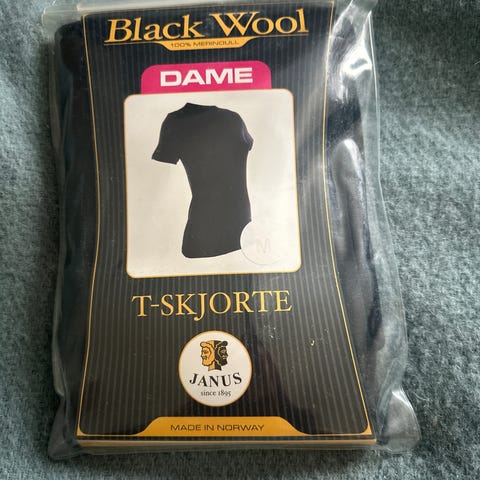 Black Wool
100% MERINOULL
DAME
M
T-SKJORTE
JANUS
since 1895
MADE IN NORWAY